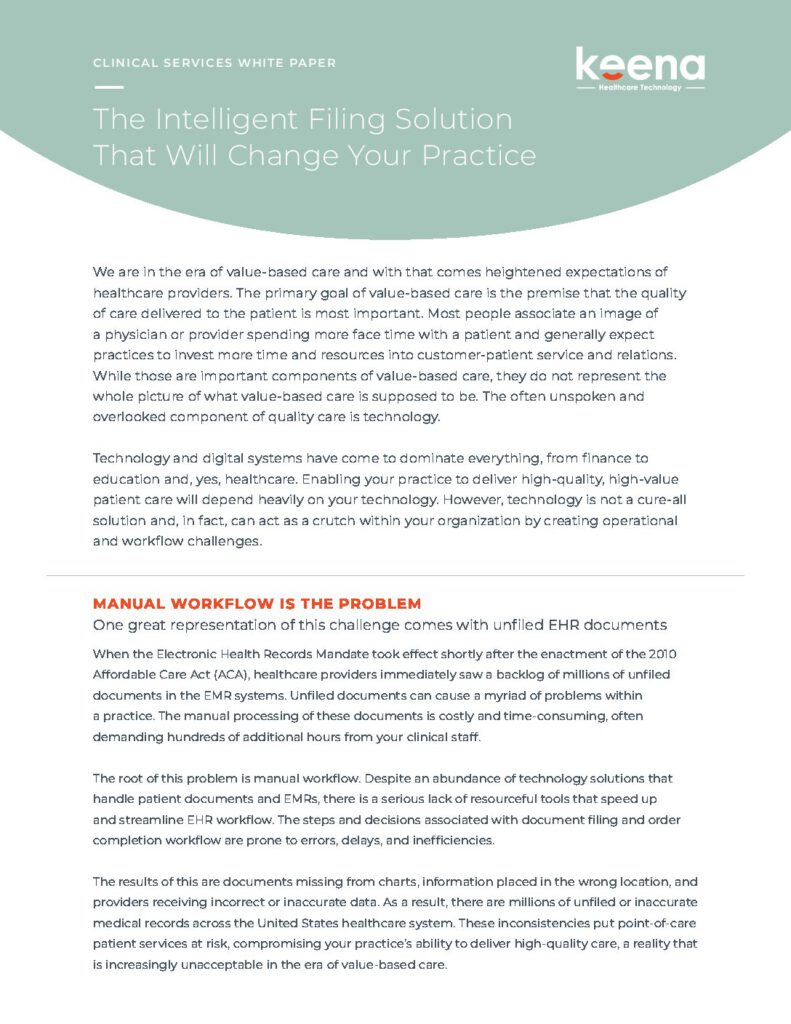 CLINICAL SERVICES WHITE PAPER
keena
Healthcare Technology
The Intelligent Filing Solution
That Will Change Your Practice
We are in the era of value-based care and with that comes heightened expectations of
healthcare providers. The primary goal of value-based care is the premise that the quality
of care delivered to the patient is most important. Most people associate an image of
a physician or provider spending more face time with a patient and generally expect
practices to invest more time and resources into customer-patient service and relations.
While those are important components of value-based care, they do not represent the
whole picture of what value-based care is supposed to be. The often unspoken and
overlooked component of quality care is technology.
Technology and digital systems have come to dominate everything, from finance to
education and, yes, healthcare. Enabling your practice to deliver high-quality, high-value
patient care will depend heavily on your technology. However, technology is not a cure-all
solution and, in fact, can act as a crutch within your organization by creating operational
and workflow challenges.
MANUAL WORKFLOW IS THE PROBLEM
One great representation of this challenge comes with unfiled EHR documents
When the Electronic Health Records Mandate took effect shortly after the enactment of the 2010
Affordable Care Act (ACA), healthcare providers immediately saw a backlog of millions of unfiled
documents in the EMR systems. Unfiled documents can cause a myriad of problems within
a practice. The manual processing of these documents is costly and time-consuming, often
demanding hundreds of additional hours from your clinical staff.
The root of this problem is manual workflow. Despite an abundance of technology solutions that
handle patient documents and EMRs, there is a serious lack of resourceful tools that speed up
and streamline EHR workflow. The steps and decisions associated with document filing and order
completion workflow are prone to errors, delays, and inefficiencies.
The results of this are documents missing from charts, information placed in the wrong location, and
providers receiving incorrect or inaccurate data. As a result, there are millions of unfiled or inaccurate
medical records across the United States healthcare system. These inconsistencies put point-of-care
patient services at risk, compromising your practice's ability to deliver high-quality care, a reality that
is increasingly unacceptable in the era of value-based care.